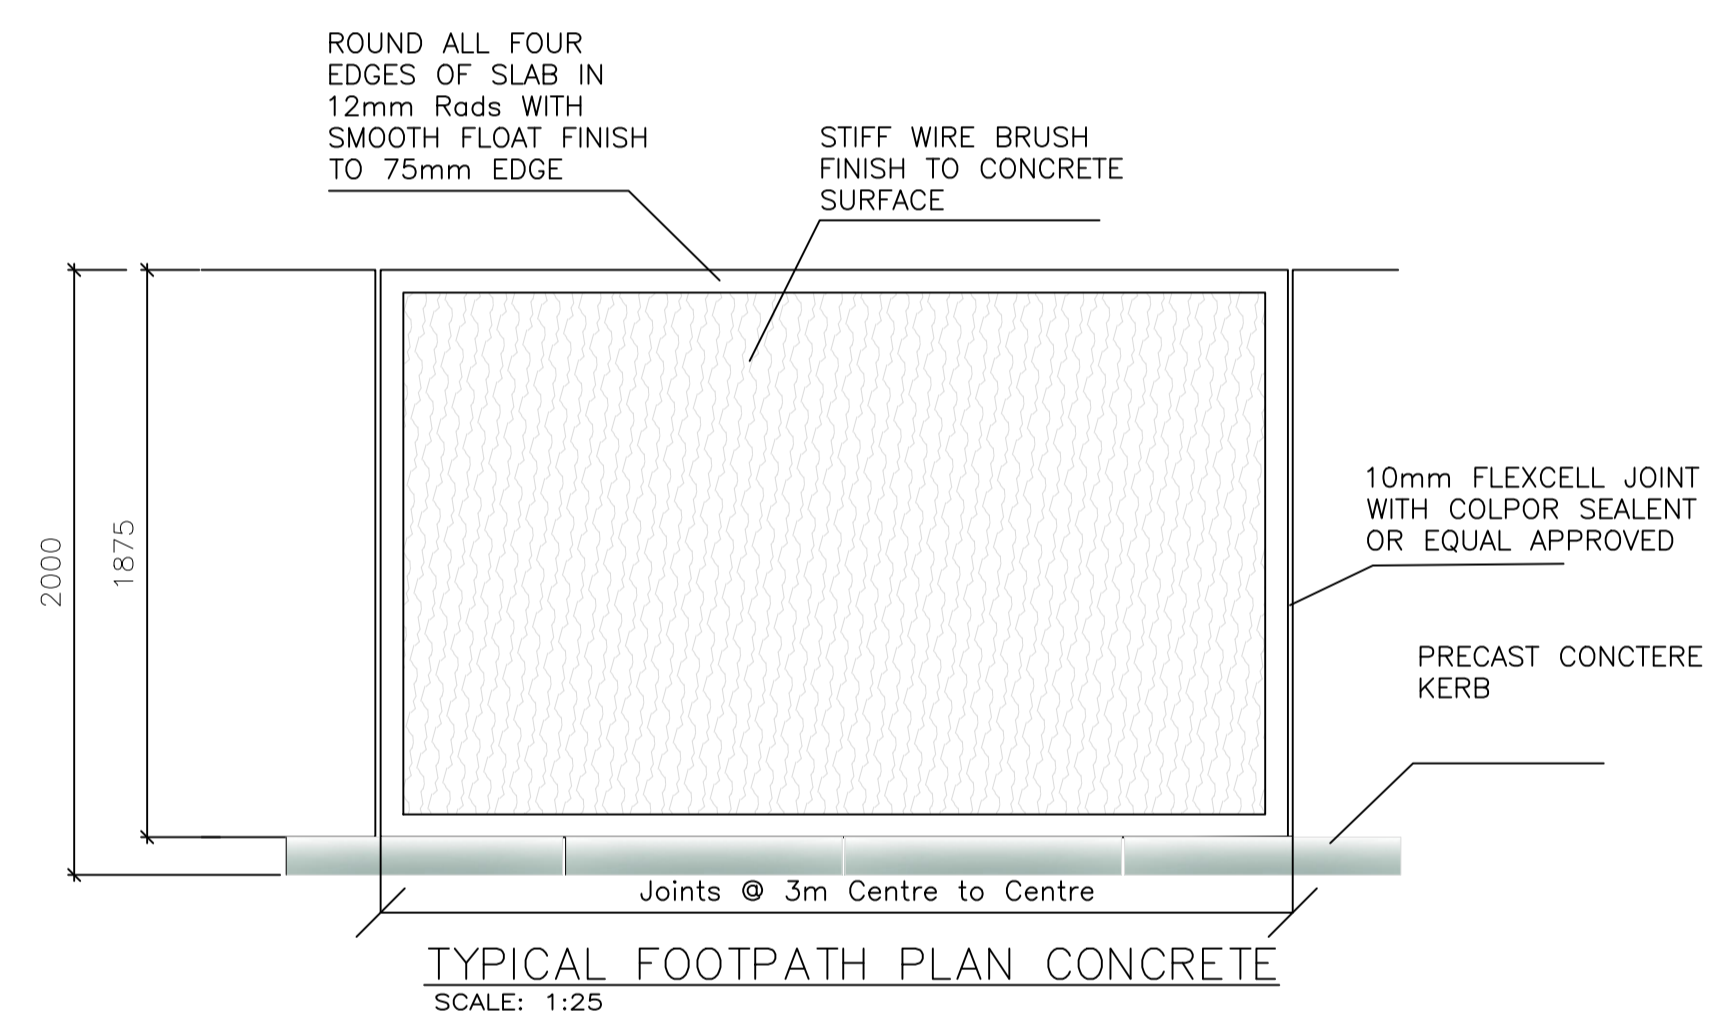 ROUND ALL FOUR
EDGES OF SLAB IN
12mm Rads WITH
SMOOTH FLOAT FINISH
TO 75mm EDGE
STIFF WIRE BRUSH
FINISH TO CONCRETE
SURFACE
2000
1875
10mm FLEXCELL JOINT
WITH COLPOR SEALENT
OR EQUAL APPROVED
PRECAST CONCTERE
KERB
Joints @ 3m Centre to Centre
TYPICAL FOOTPATH PLAN CONCRETE
SCALE: 1:25